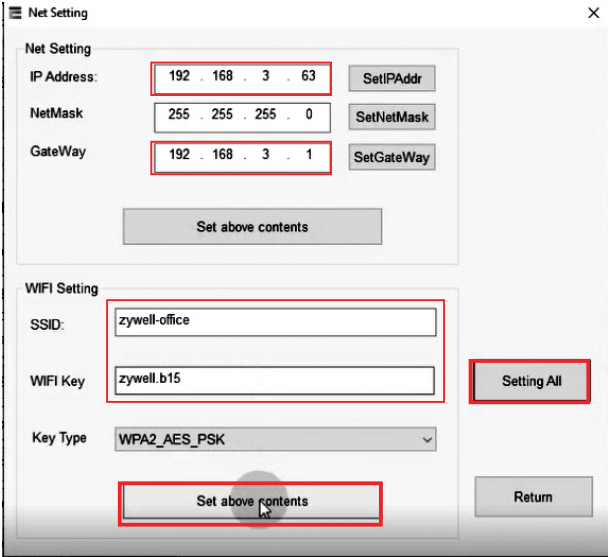 Net Setting
Net Setting
IP Address: 192 . 168 . 3 . 63 SetIPAddr
NetMask 255 . 255 . 255 . 0 SetNetMask
GateWay 192 . 168 . 3 . 1 SetGateWay
Set above contents
WIFI Setting
SSID: zywell-office
WIFI Key zywell.b15 Setting All
Key Type WPA2_AES_PSK
Set above contents Return